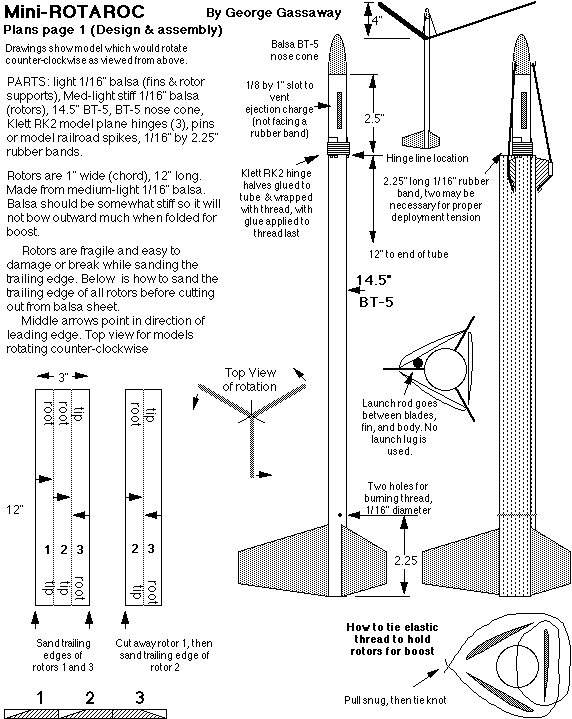 Mini-ROTAROC
By George Gassaway
Plans page 1 (Design & assembly)
Drawings show model which would rotate
counter-clockwise as viewed from above.
PARTS: light 1/16" balsa (fins & rotor
supports), Med-light stiff 1/16" balsa
(rotors), 14.5" BT-5, BT-5 nose cone,
Klett RK2 model plane hinges (3), pins
or model railroad spikes, 1/16" by 2.25"
rubber bands.
Rotors are 1" wide (chord), 12" long.
Made from medium-light 1/16" balsa.
Balsa should be somewhat stiff so it will
not bow outward much when folded for
boost.
Rotors are fragile and easy to
damage or break while sanding the
trailing edge. Below is how to sand the
trailing edge of all rotors before cutting
out from balsa sheet.
Middle arrows point in direction of
leading edge. Top view for models
rotating counter-clockwise
Balsa BT-5
nose cone
1/8 by 1" slot to
vent
ejection charge
(not facing a
rubber band)
Klett RK2 hinge
halves glued to
tube & wrapped
with thread, with
glue applied to
thread last
4"
2.5"
Hinge line location
2.25" long 1/16" rubber
band, two may be
necessary for proper
deployment tension
12" to end of tube
14.5"
BT-5
Launch rod goes
between blades,
fin, and body. No
launch lug is
used.
Two holes for
burning thread,
1/16" diameter
2.25
Top View
of rotation
3"
root
root
tip
tip
root
12"
1
2
3
2
3
tip
tip
root
tip
root
Sand trailing
edges of
rotors 1 and 3
Cut away rotor 1, then
sand trailing edge of
rotor 2
1
2
3
How to tie elastic
thread to hold
rotors for boost
Pull snug, then tie knot